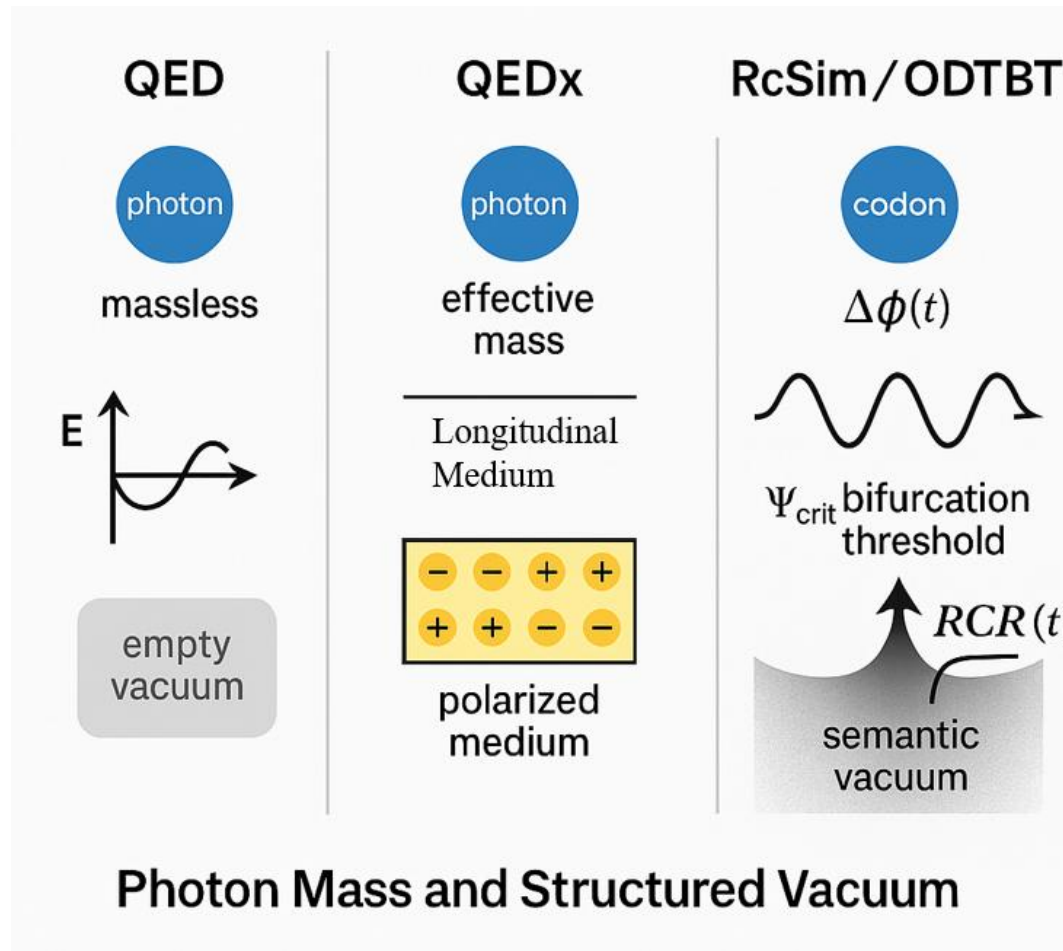 QED
photon
massless
E
empty
vacuum
QEDx
photon
effective
mass
Longitudinal
Medium
− − + +
+ + − −
polarized
medium
RcSim/ODTBT
codon
Δϕ(t)
Ψcrit bifurcation
threshold
RCR(t
semantic
vacuum
Photon Mass and Structured Vacuum